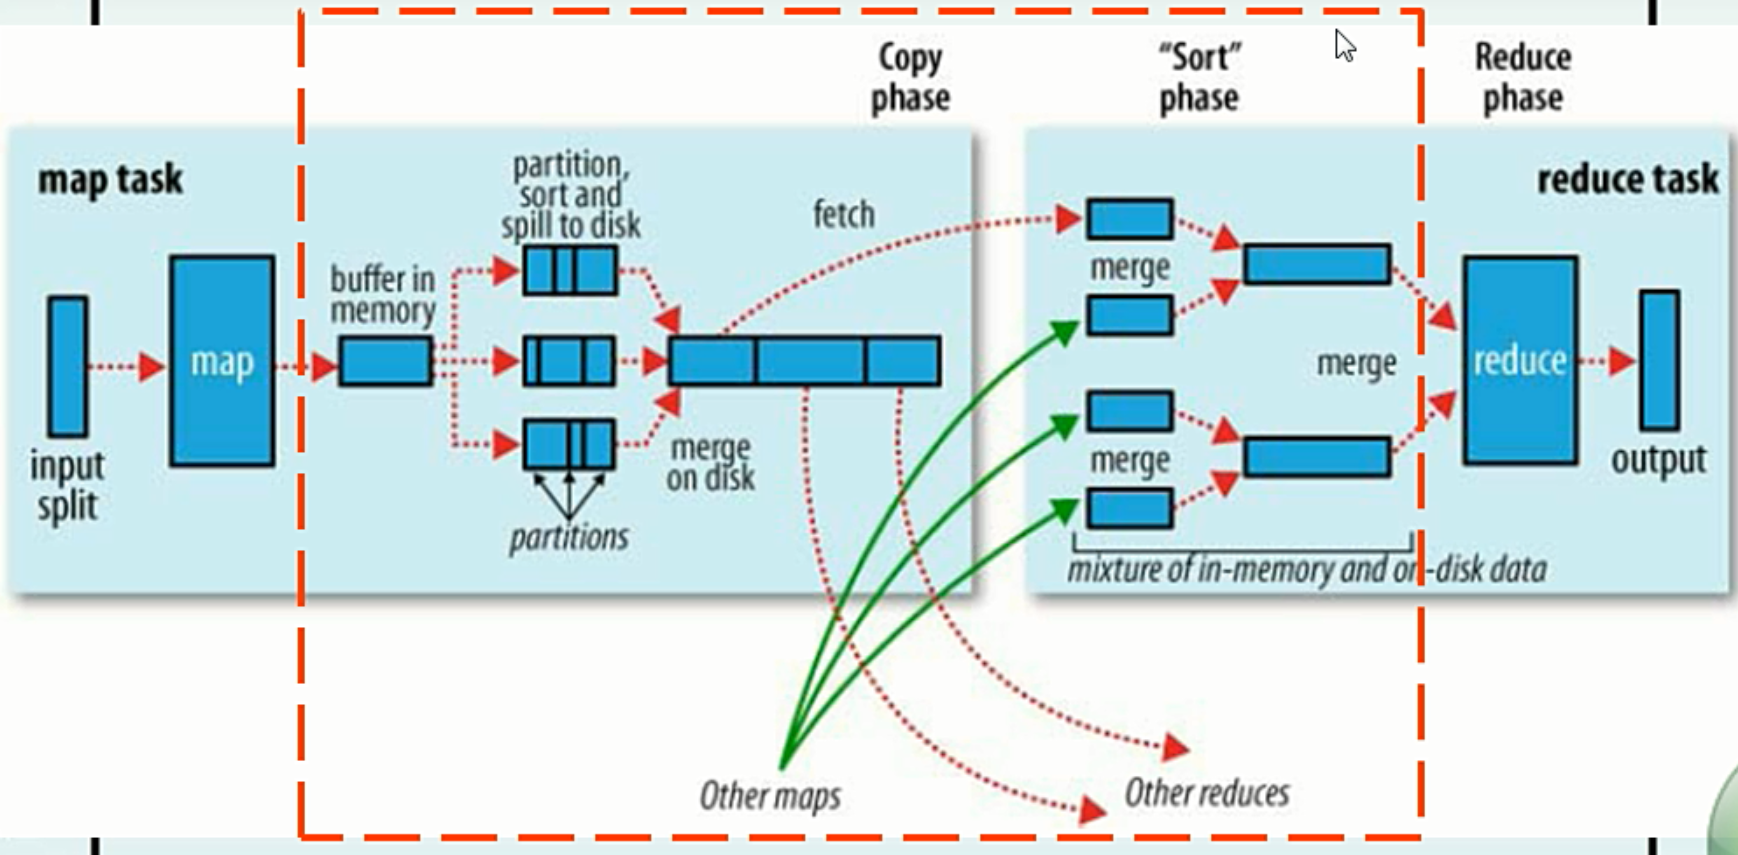 Copy
phase
“Sort”
phase
Reduce
phase
map task
partition,
sort and
spill to disk
fetch
reduce task
buffer in
memory
merge
map
merge
reduce
input
split
merge
on disk
merge
output
partitions
mixture of in-memory and on-disk data
Other maps
Other reduces